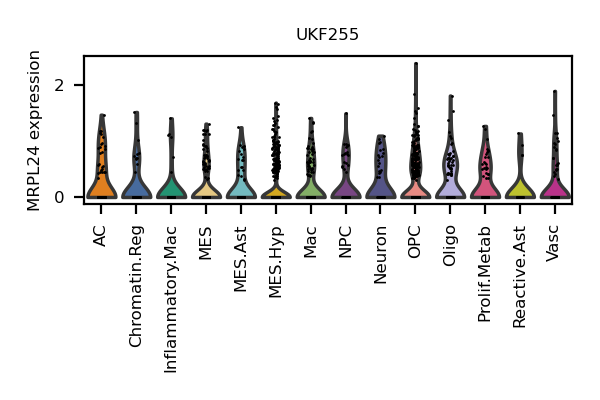 UKF255
MRPL24 expression
2
0
AC
Chromatin.Reg
Inflammatory.Mac
MES
MES.Ast
MES.Hyp
Mac
NPC
Neuron
OPC
Oligo
Prolif.Metab
Reactive.Ast
Vasc